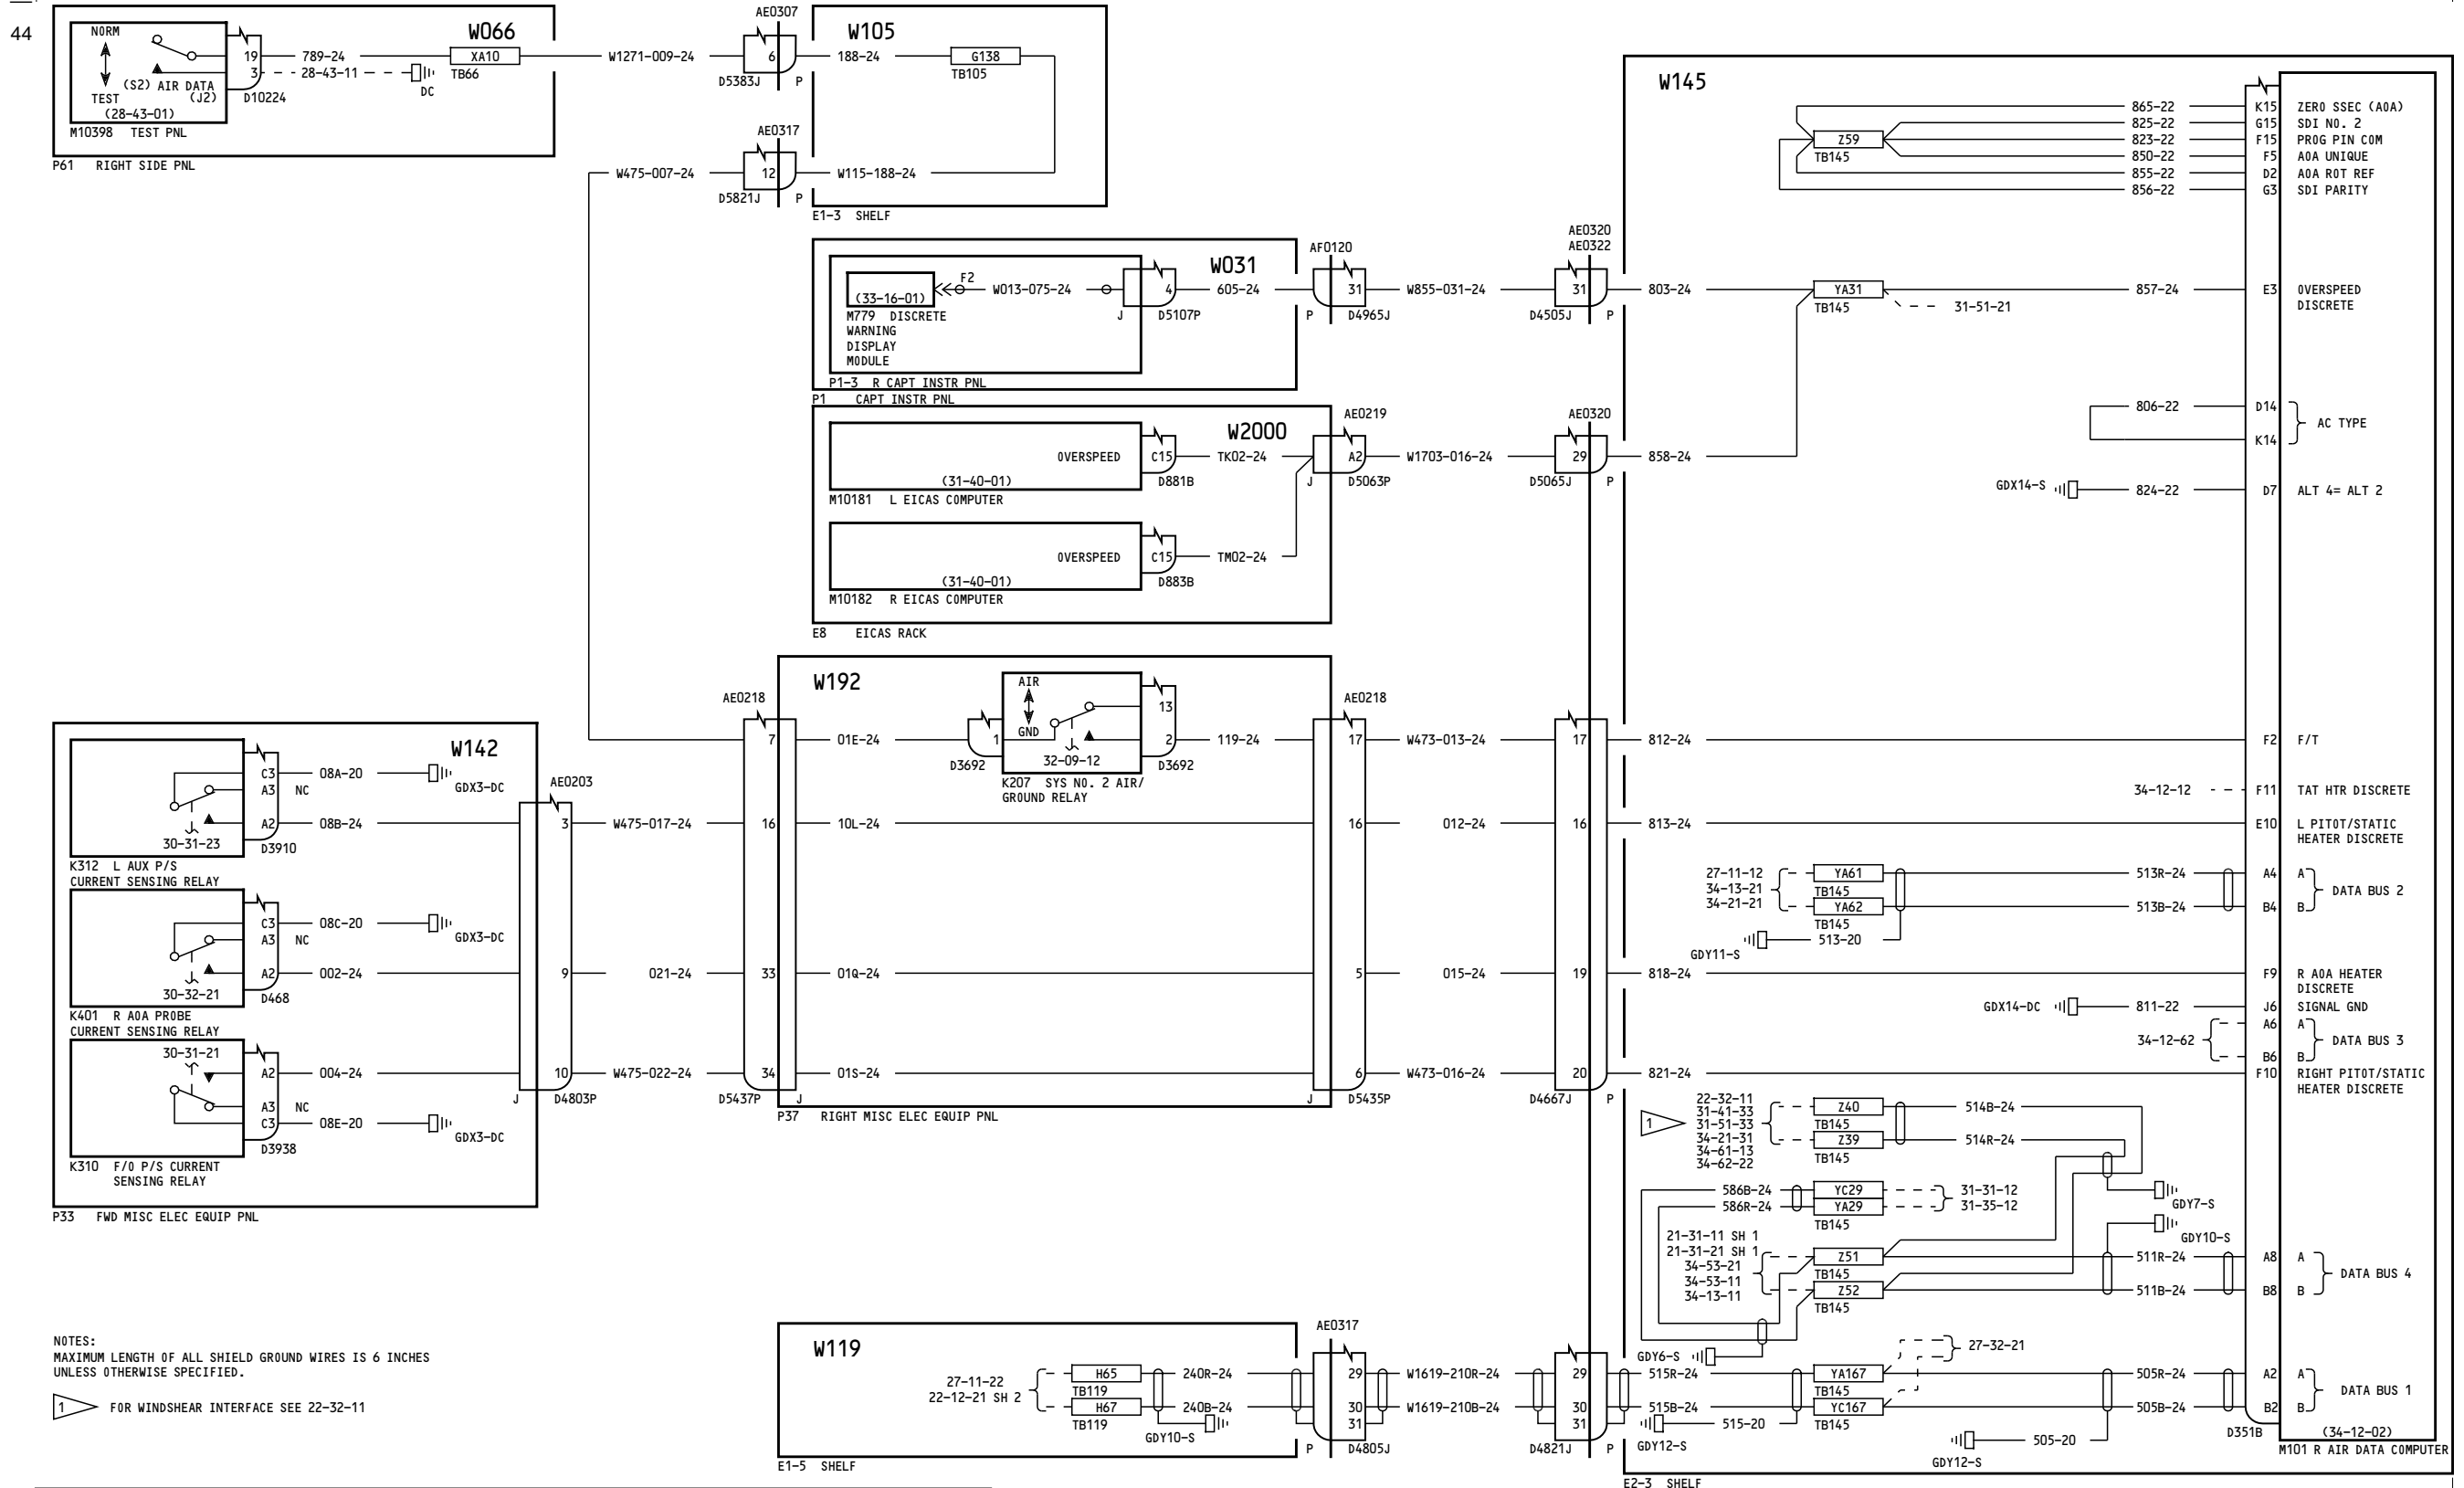 44
NORM
TEST
(S2) AIR DATA
(J2)
(28-43-01)
M10398 TEST PNL
P61 RIGHT SIDE PNL
19
3
D10224
W066
789-24
28-43-11
DC
XA10
TB66
W1271-009-24
AE0307
6
D5383J
P
W105
188-24
G138
TB105
AE0317
W475-007-24
12
D5821J
P
W115-188-24
E1-3 SHELF
W145
Z59
TB145
865-22
825-22
823-22
850-22
855-22
856-22
K15 ZERO SSEC (AOA)
G15 SDI NO. 2
F15 PROG PIN COM
F5 AOA UNIQUE
D2 AOA ROT REF
G3 SDI PARITY
W031
(33-16-01)
F2
W013-075-24
J
4
D5107P
605-24
M779 DISCRETE
WARNING
DISPLAY
MODULE
P1-3 R CAPT INSTR PNL
P1 CAPT INSTR PNL
AF0120
31
P
D4965J
W855-031-24
AE0320
AE0322
31
D4505J
P
803-24
YA31
TB145
31-51-21
857-24
E3 OVERSPEED
DISCRETE
W2000
OVERSPEED
C15
TK02-24
(31-40-01)
D881B
M10181 L EICAS COMPUTER
OVERSPEED
C15
TM02-24
(31-40-01)
D883B
M10182 R EICAS COMPUTER
E8 EICAS RACK
AE0219
A2
J
D5063P
W1703-016-24
AE0320
29
D5065J
P
858-24
806-22
D14
K14
AC TYPE
GDX14-S
824-22
D7 ALT 4= ALT 2
W192
AIR
GND
32-09-12
1
13
2
D3692
D3692
K207 SYS NO. 2 AIR/
GROUND RELAY
AE0218
7
01E-24
119-24
AE0218
17
W473-013-24
17
812-24
F2 F/T
34-12-12
F11 TAT HTR DISCRETE
W142
C3
A3
A2
08A-20
NC
08B-24
GDX3-DC
30-31-23
D3910
K312 L AUX P/S
CURRENT SENSING RELAY
C3
A3
A2
08C-20
NC
002-24
GDX3-DC
30-32-21
D468
K401 R AOA PROBE
CURRENT SENSING RELAY
30-31-21
A2
A3
C3
004-24
NC
08E-20
GDX3-DC
D3938
K310 F/O P/S CURRENT
SENSING RELAY
P33 FWD MISC ELEC EQUIP PNL
AE0203
3
9
10
J
D4803P
W475-017-24
021-24
W475-022-24
16
33
34
D5437P
J
10L-24
01Q-24
01S-24
P37 RIGHT MISC ELEC EQUIP PNL
16
5
6
J
D5435P
012-24
015-24
W473-016-24
16
19
20
D4667J
P
813-24
818-24
821-24
E10 L PITOT/STATIC
HEATER DISCRETE
27-11-12
34-13-21
34-21-21
YA61
TB145
YA62
TB145
513-20
GDY11-S
513R-24
513B-24
A4 A
B4 B
DATA BUS 2
F9 R AOA HEATER
DISCRETE
GDX14-DC
811-22
J6 SIGNAL GND
34-12-62
A6 A
B6 B
DATA BUS 3
F10 RIGHT PITOT/STATIC
HEATER DISCRETE
1
22-32-11
31-41-33
31-51-33
34-21-31
34-61-13
34-62-22
Z40
TB145
Z39
TB145
514B-24
514R-24
586B-24
586R-24
YC29
YA29
TB145
31-31-12
31-35-12
GDY7-S
GDY10-S
21-31-11 SH 1
21-31-21 SH 1
34-53-21
34-53-11
34-13-11
Z51
TB145
Z52
TB145
511R-24
511B-24
A8 A
B8 B
DATA BUS 4
GDY6-S
W119
27-11-22
22-12-21 SH 2
H65
TB119
H67
TB119
240R-24
240B-24
GDY10-S
E1-5 SHELF
AE0317
29
30
31
P
D4805J
W1619-210R-24
W1619-210B-24
29
30
31
D4821J
P
515R-24
515B-24
515-20
GDY12-S
YA167
TB145
YC167
TB145
27-32-21
505R-24
505B-24
505-20
GDY12-S
A2 A
B2 B
DATA BUS 1
D351B
(34-12-02)
M101 R AIR DATA COMPUTER
E2-3 SHELF
NOTES:
MAXIMUM LENGTH OF ALL SHIELD GROUND WIRES IS 6 INCHES
UNLESS OTHERWISE SPECIFIED.
1 FOR WINDSHEAR INTERFACE SEE 22-32-11